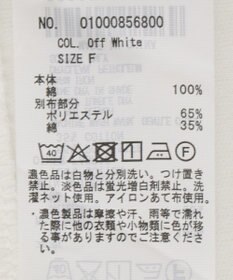 NO. 01000856800
COL. Off White
SIZE F
本体
綿 100%
別布部分
ポリエステル 65%
綿 35%
40 F
濃色品は白物と分別洗い。つけ置き
禁止。淡色品は蛍光増白剤禁止。洗
濯ネット使用。アイロンあて布使用。
・濃色製品は摩擦や汗、雨等で濡れ
た際に他の衣類や小物類に色が移
る事がありますのでご注意下さい。